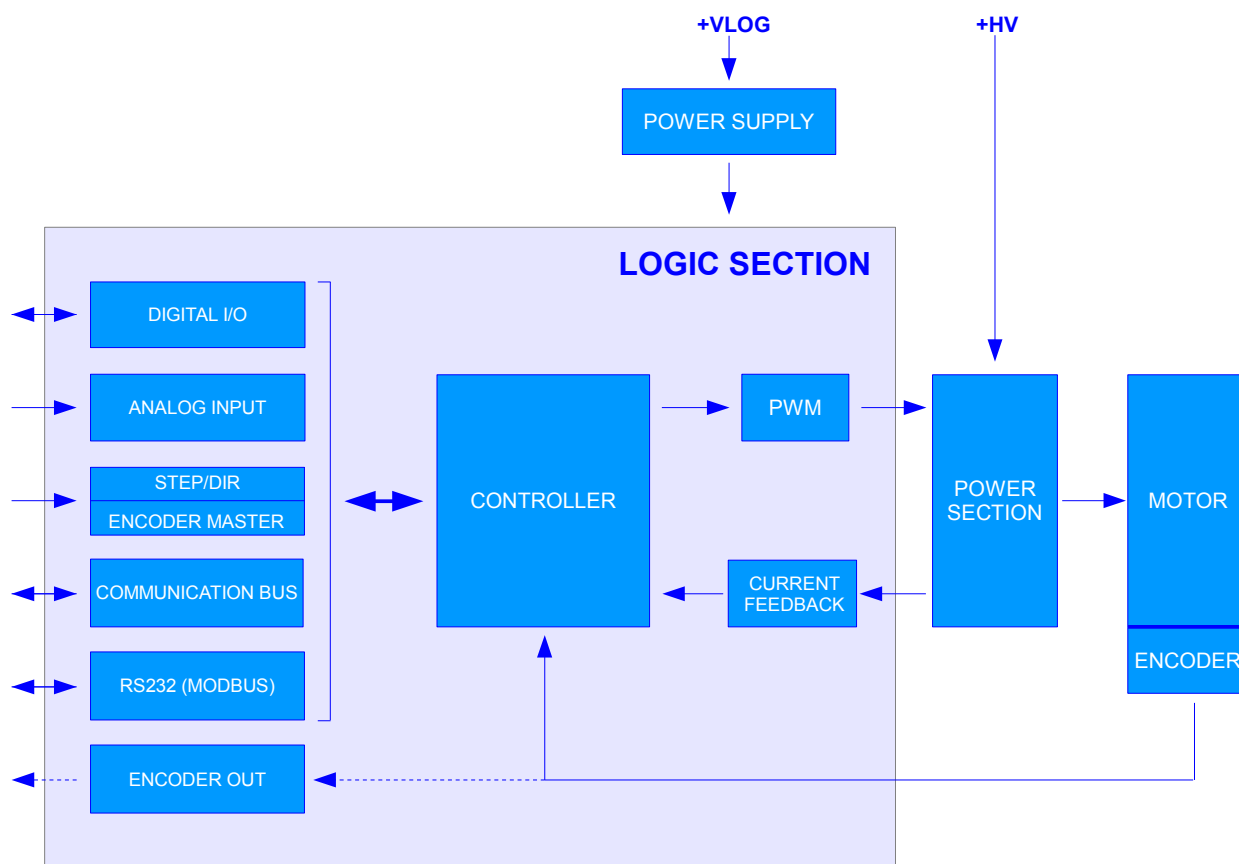 +VLOG
+HV
POWER SUPPLY
LOGIC SECTION
DIGITAL I/O
ANALOG INPUT
PWM
STEP/DIR
ENCODER MASTER
CONTROLLER
POWER
SECTION
MOTOR
COMMUNICATION BUS
CURRENT
FEEDBACK
RS232 (MODBUS)
ENCODER
ENCODER OUT